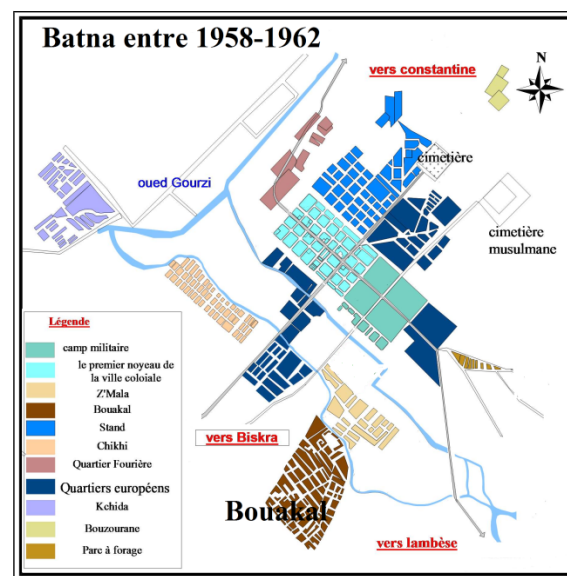 Batna entre 1958-1962
vers constantine
N
cimetière
oued Gourzi
cimetière
musulmane
Légende
camp militaire
le premier noyeau de
la ville coloiale
Z'Mala
Bouakal
Stand
Chikhi
Quartier Fourière
Quartiers européens
Kchida
Bouzourane
Parc à forage
vers Biskra
Bouakal
vers lambèse